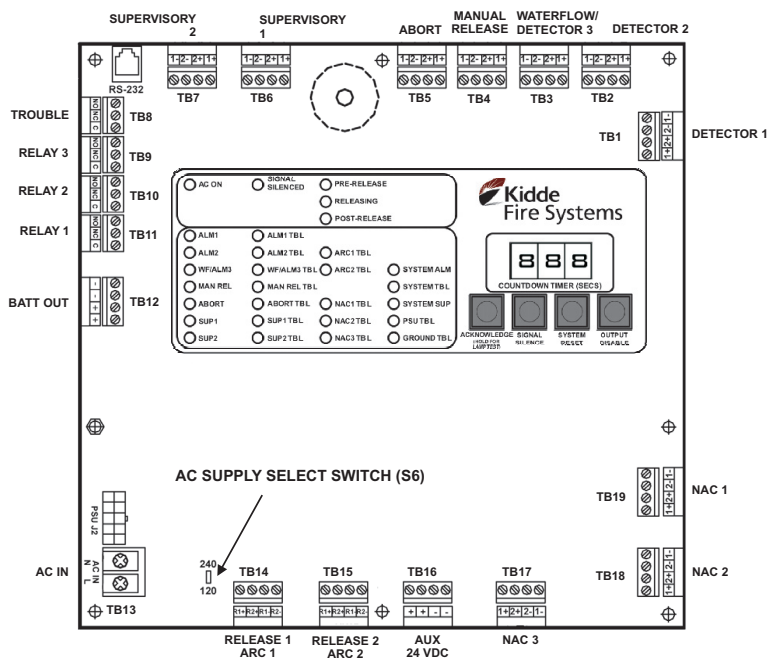 SUPERVISORY 2
SUPERVISORY 1
ABORT
MANUAL RELEASE
WATERFLOW/ DETECTOR 3
DETECTOR 2
1- 2- 2+ 1+
1- 2- 2+ 1+
1- 2- 2+ 1+
1- 2- 2+ 1+
1- 2- 2+ 1+
1- 2- 2+ 1+
RS-232
TB7
TB6
TB5
TB4
TB3
TB2
TROUBLE
NO NC C
TB8
TB1
1+ 2+ 2- 1-
DETECTOR 1
RELAY 3
NO NC C
TB9
RELAY 2
NO NC C
TB10
RELAY 1
NO NC C
TB11
BATT OUT
- - + +
TB12
AC ON
SIGNAL SILENCED
PRE-RELEASE
RELEASING
POST-RELEASE
Kidde
Fire Systems
ALM1
ALM1 TBL
ALM2
ALM2 TBL
ARC1 TBL
WF/ALM3
WF/ALM3 TBL
ARC2 TBL
SYSTEM ALM
MAN REL
MAN REL TBL
SYSTEM TBL
ABORT
ABORT TBL
NAC1 TBL
SYSTEM SUP
SUP1
SUP1 TBL
NAC2 TBL
PSU TBL
SUP2
SUP2 TBL
NAC3 TBL
GROUND TBL
888
COUNTDOWN TIMER (SECS)
ACKNOWLEDGE
(HOLD FOR LAMP TEST)
SIGNAL SILENCE
SYSTEM RESET
OUTPUT DISABLE
AC SUPPLY SELECT SWITCH (S6)
TB19
1+ 2+ 2- 1-
NAC 1
PSU J2
AC IN
AC IN
N L
TB13
240
120
TB14
TB15
TB16
TB17
TB18
1+ 2+ 2- 1-
NAC 2
R1+ R2+ R1- R2-
R1+ R2+ R1- R2-
+ + - -
1+ 2+ 2- 1-
RELEASE 1
ARC 1
RELEASE 2
ARC 2
AUX
24 VDC
NAC 3